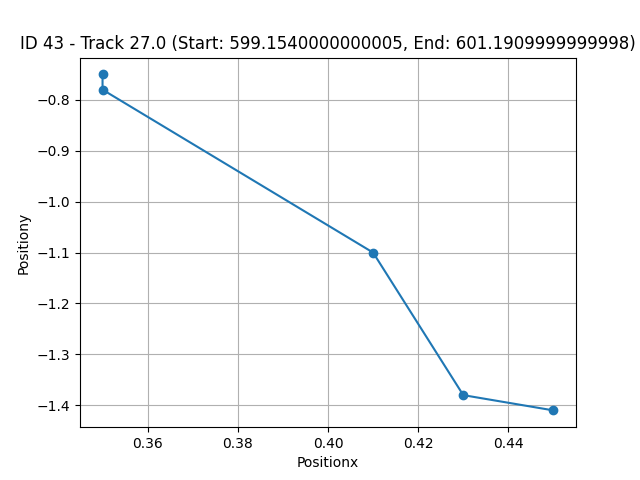 ID 43 - Track 27.0 (Start: 599.1540000000005, End: 601.1909999999998)
−0.8
−0.9
−1.0
−1.1
−1.2
−1.3
−1.4
Positiony
0.36 0.38 0.40 0.42 0.44
Positionx